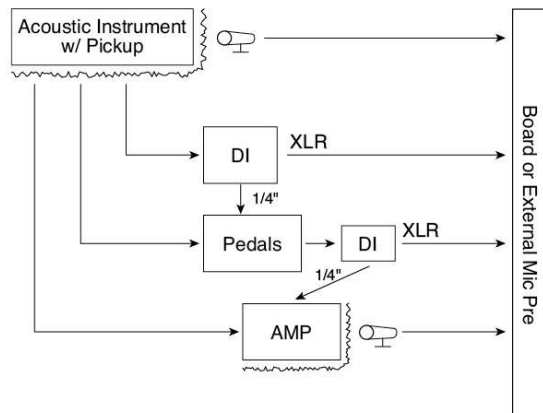 Acoustic Instrument
w/ Pickup
DI
XLR
1/4"
Pedals
DI
XLR
1/4"
AMP
Board or External Mic Pre